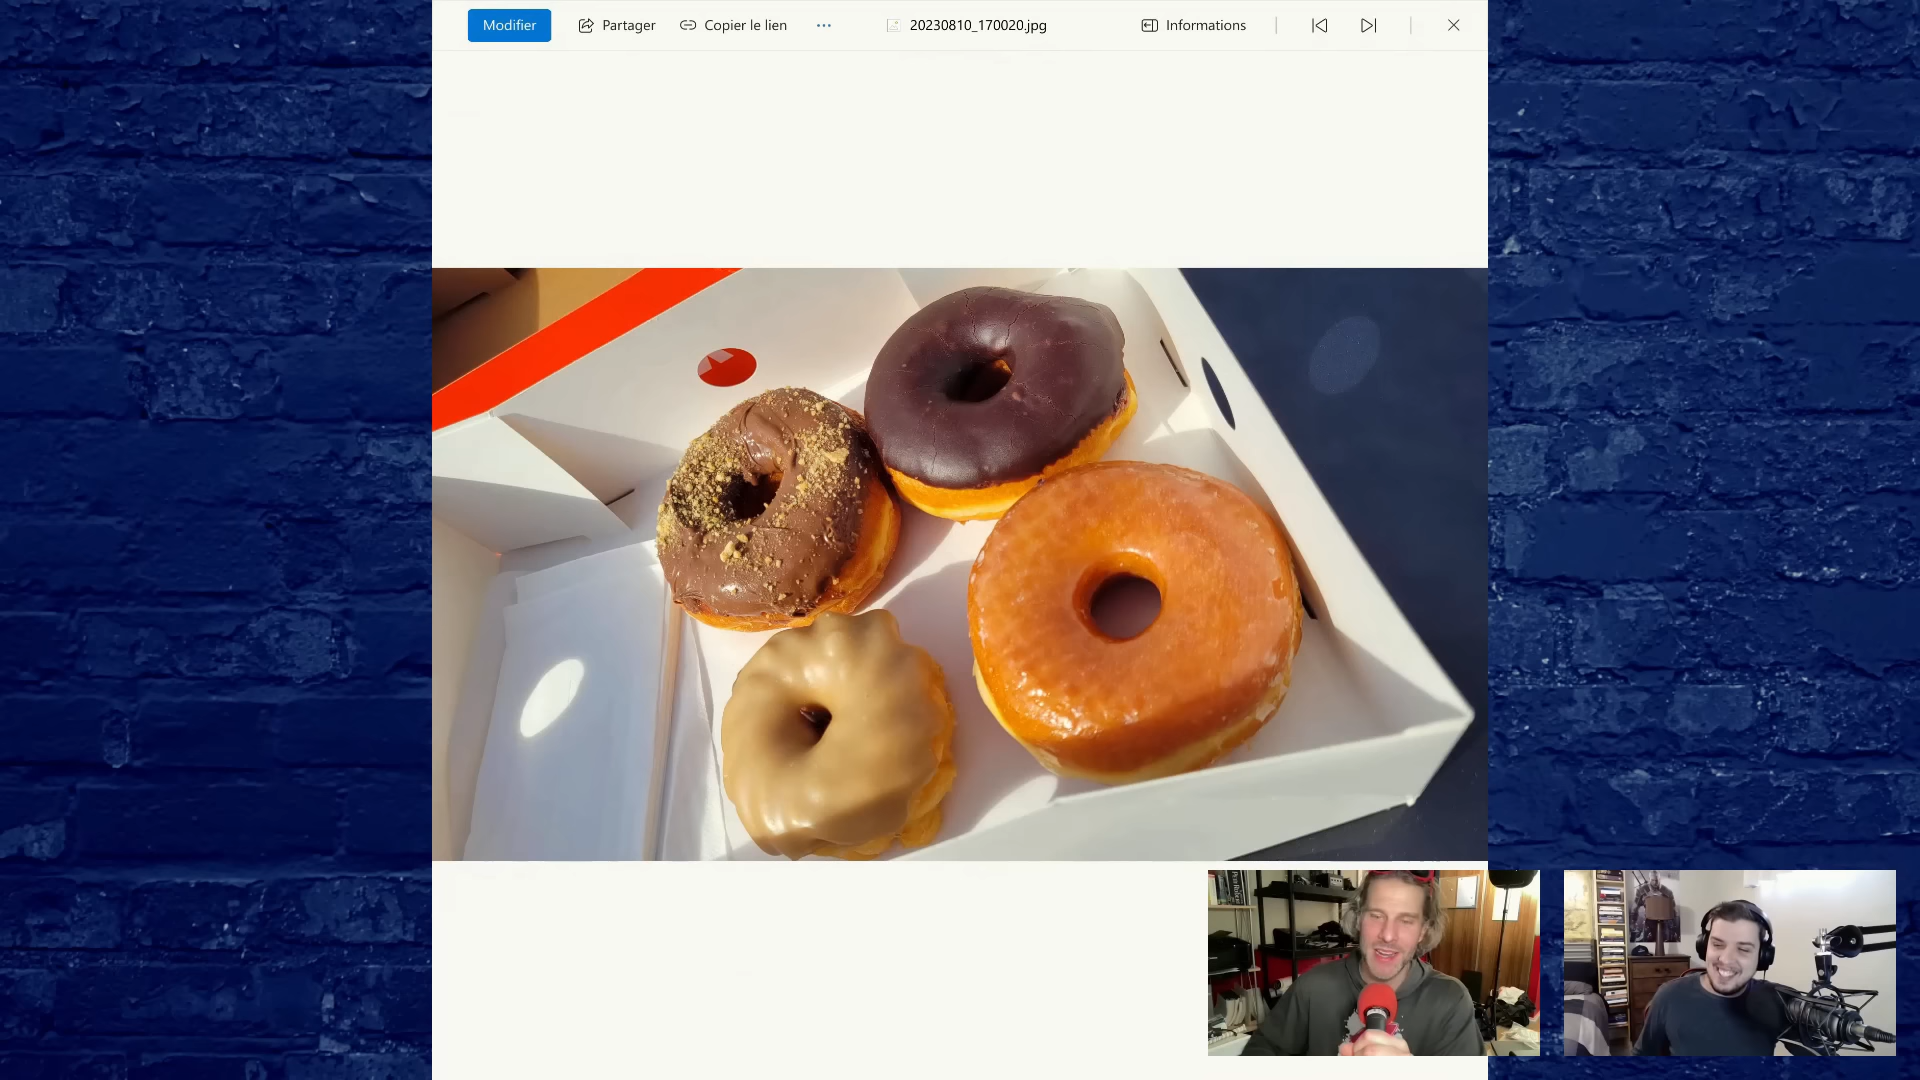 Modifier Partager Copier le lien ... 20230810_170020.jpg Informations